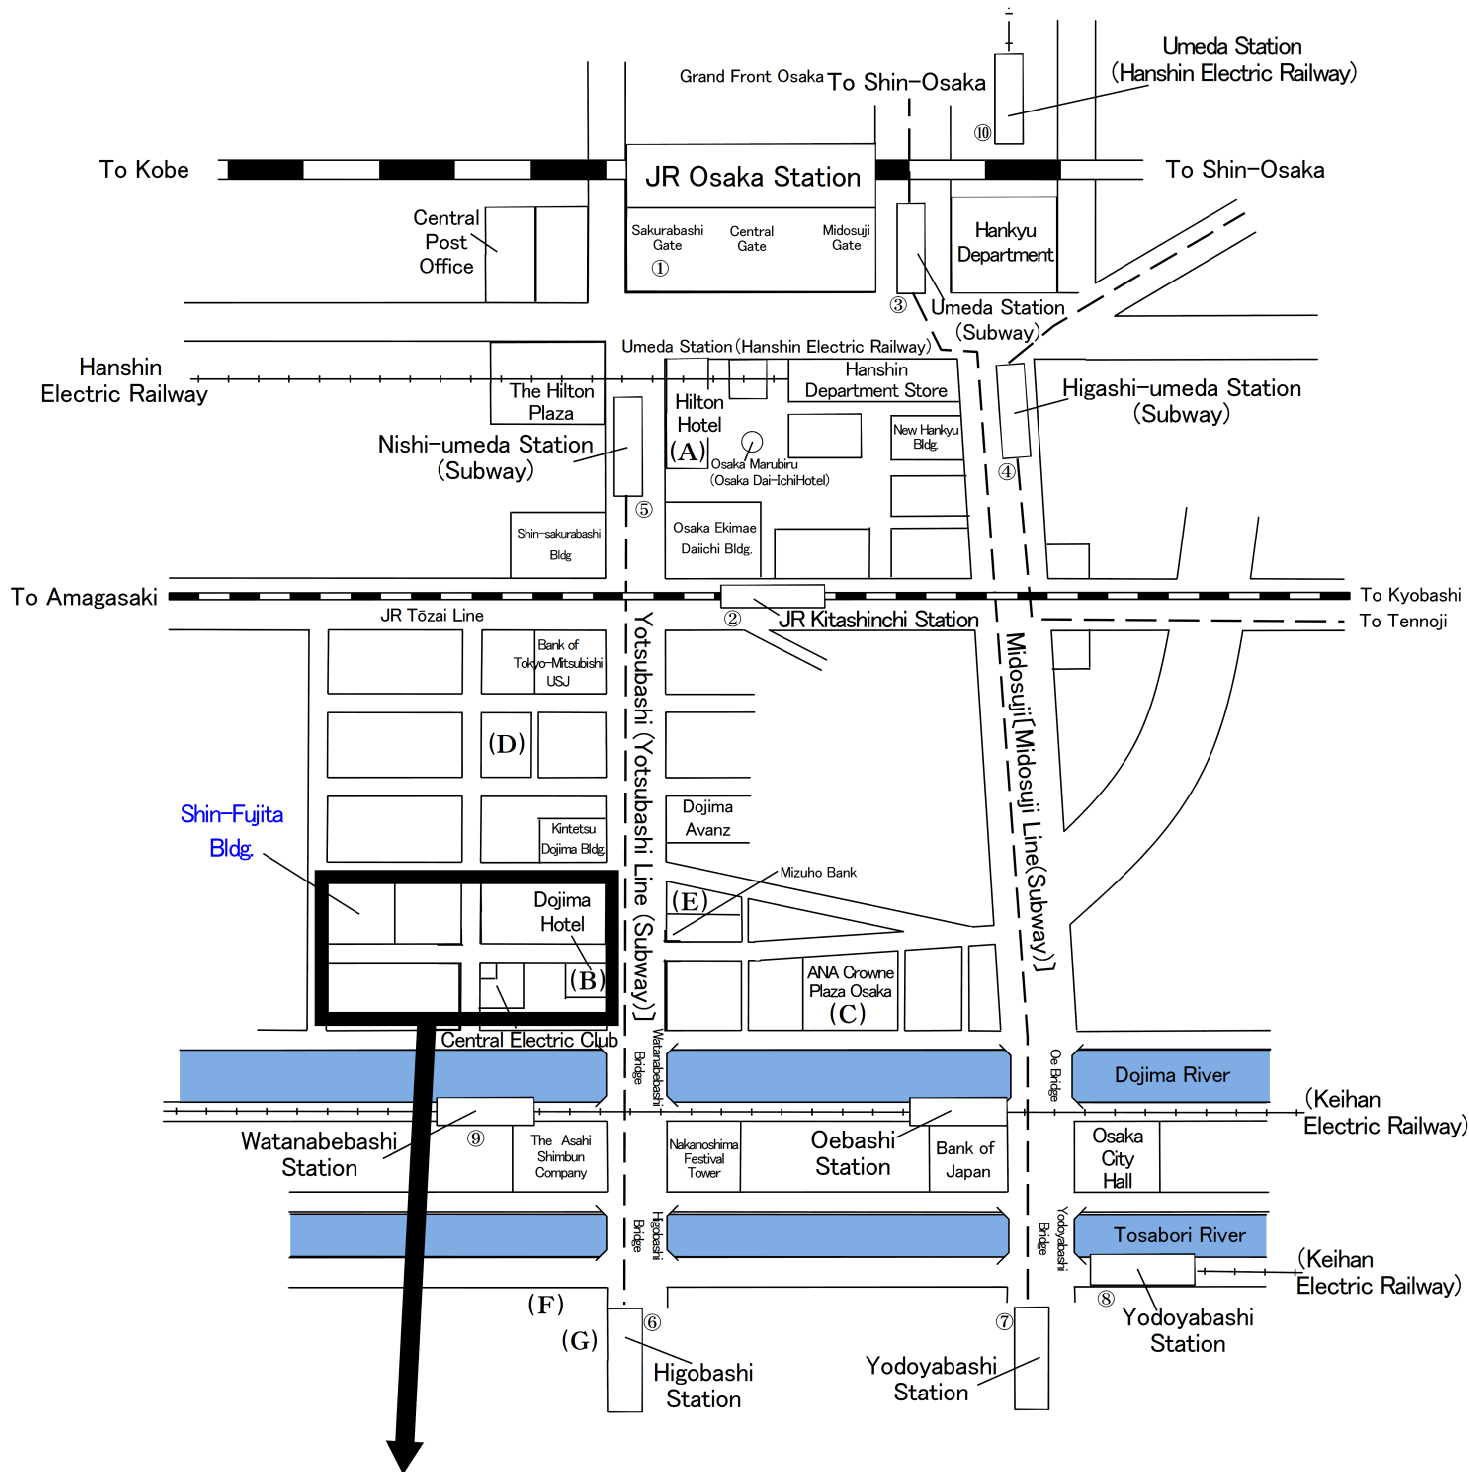 Umeda Station
(Hanshin Electric Railway)
Grand Front Osaka
To Shin-Osaka
⑩
To Kobe
JR Osaka Station
To Shin-Osaka
Central
Post
Office
Sakurabashi
Gate
①
Central
Gate
Midosuji
Gate
Hankyu
Department
③
Umeda Station
(Subway)
Umeda Station(Hanshin Electric Railway)
Hanshin
Electric Railway
The Hilton
Plaza
Hilton
Hotel
(A)
Hanshin
Department Store
Higashi-umeda Station
(Subway)
④
Nishi-umeda Station
(Subway)
⑤
New Hankyu
Bldg.
Osaka Marubiru
(Osaka Dai-IchiHotel)
Shin-sakurabashi
Bldg
Osaka Ekimae
Daiichi Bldg.
To Amagasaki
To Kyobashi
JR Tōzai Line
②
JR Kitashinchi Station
To Tennoji
Bank of
Tokyo-Mitsubishi
USJ
Yotsubashi (Yotsubashi Line (Subway)]
Midosuji[Midosuji Line(Subway)]
(D)
Shin-Fujita
Bldg.
Kintetsu
Dojima Bldg.
Dojima
Avanz
Mizuho Bank
(E)
Dojima
Hotel
(B)
ANA Crowne
Plaza Osaka
(C)
Central Electric Club
Watanabebashi
Bridge
Oe Bridge
Dojima River
(Keihan
Electric Railway)
Watanabebashi
Station
⑨
The Asahi
Shimbun
Company
Nakanoshima
Festival
Tower
Oebashi
Station
Bank of
Japan
Osaka
City
Hall
Higobashi
Bridge
Yodoyabashi
Bridge
Tosabori River
(Keihan
Electric Railway)
(F)
(G)
⑥
Higobashi
Station
⑦
Yodoyabashi
Station
⑧
Yodoyabashi
Station